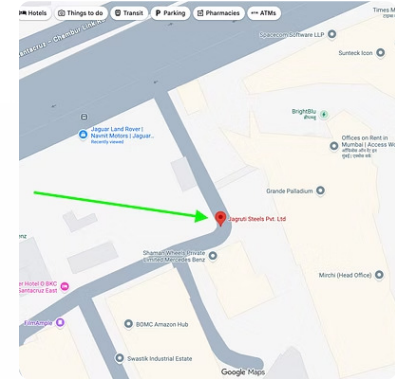 Hotels
Things to do
Transit
Parking
Pharmacies
ATMs
Santacruz - Chembur Link
Times M
Spacecom Software LLP
Sunteck Icon
BrightBlu
Jaguar Land Rover |
Navnit Motors | Jaguar...
Recently viewed
Offices on Rent in
Mumbai | Access Wo
Grande Palladium
Jagruti Steels Pvt. Ltd
Shaman Wheels Private
Limited Mercedes Benz
Mirchi (Head Office)
er Hotel @BKC
Santacruz East
FilmAmple
BGMC Amazon Hub
Swastik Industrial Estate
Google Maps